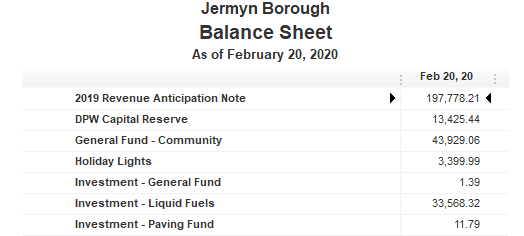 Jermyn Borough
Balance Sheet
As of February 20, 2020
Feb 20, 20
2019 Revenue Anticipation Note 197,778.21
DPW Capital Reserve 13,425.44
General Fund - Community 43,929.06
Holiday Lights 3,399.99
Investment - General Fund 1.39
Investment - Liquid Fuels 33,568.32
Investment - Paving Fund 11.79